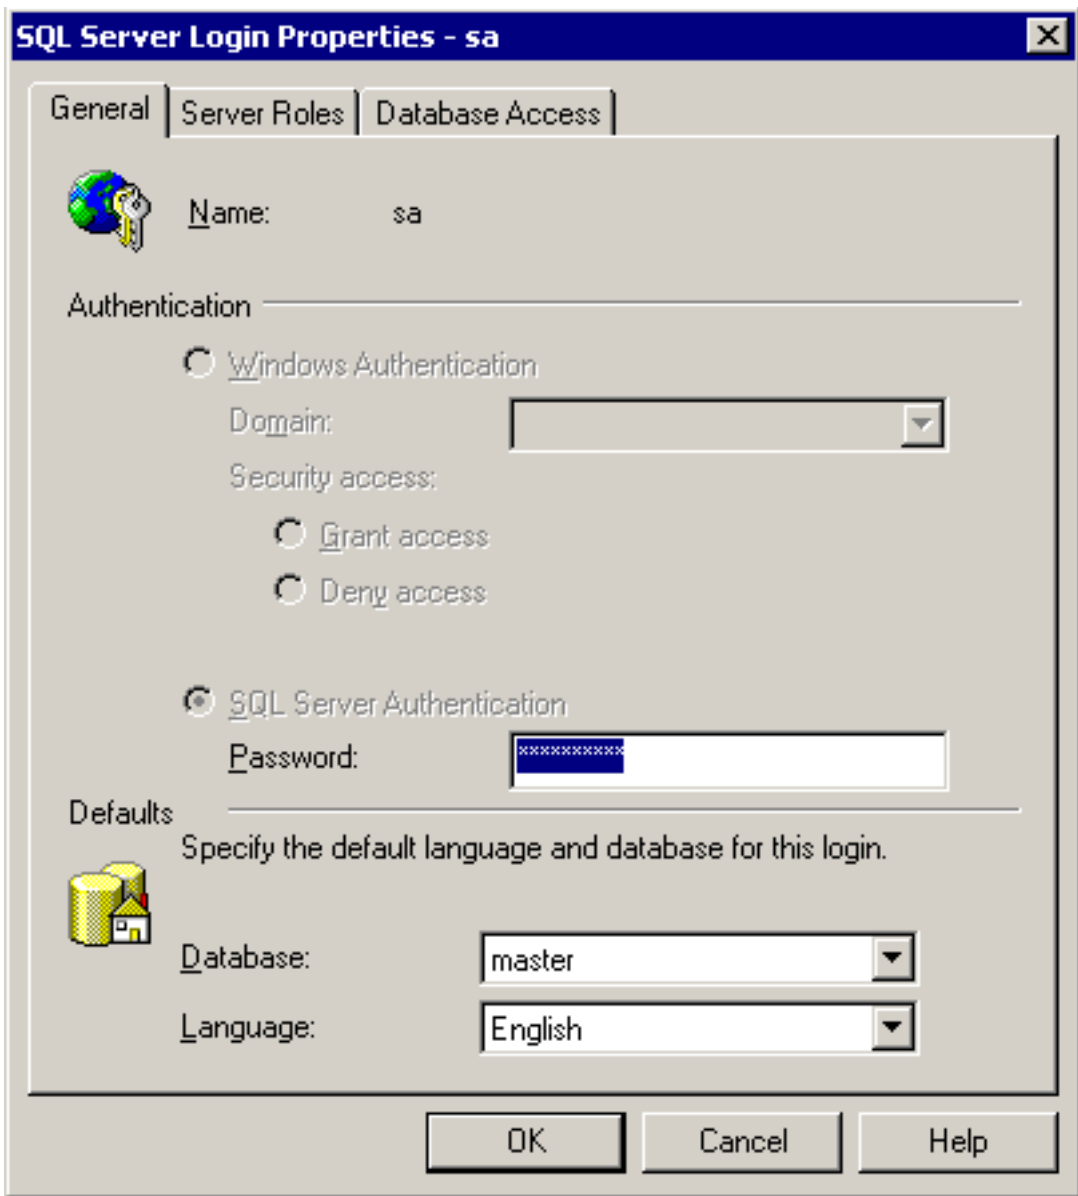 SQL Server Login Properties - sa
General Server Roles Database Access
Name: sa
Authentication
Windows Authentication
Domain:
Security access:
Grant access
Deny access
SQL Server Authentication
Password: **********
Defaults
Specify the default language and database for this login.
Database: master
Language: English
OK Cancel Help